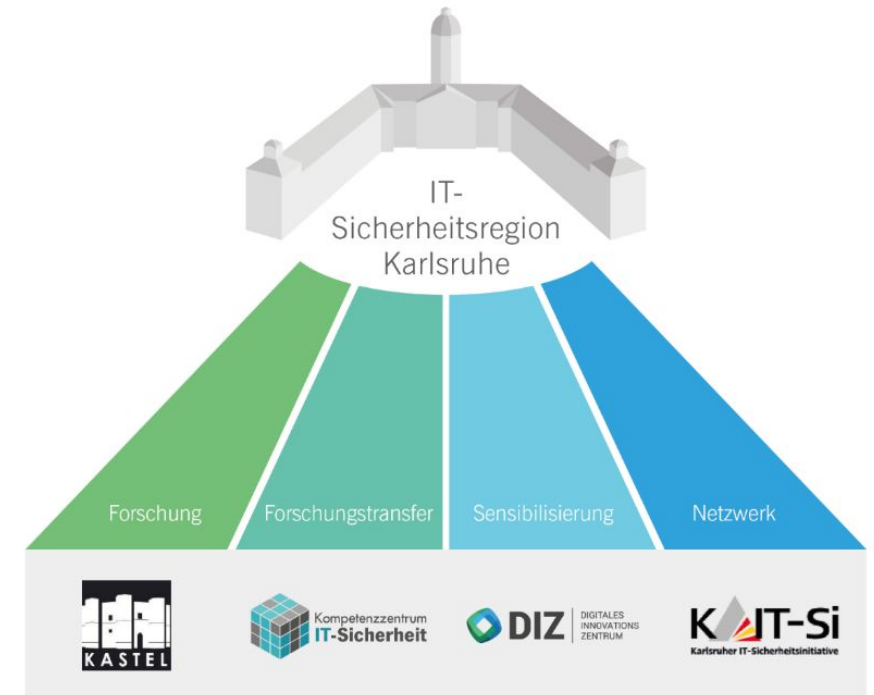 IT-
Sicherheitsregion
Karlsruhe
Forschung
Forschungstransfer
Sensibilisierung
Netzwerk
KASTEL
Kompetenzzentrum
IT-Sicherheit
DIZ
DIGITALES
INNOVATIONS
ZENTRUM
KAIT-Si
Karlsruher IT-Sicherheitsinitiative